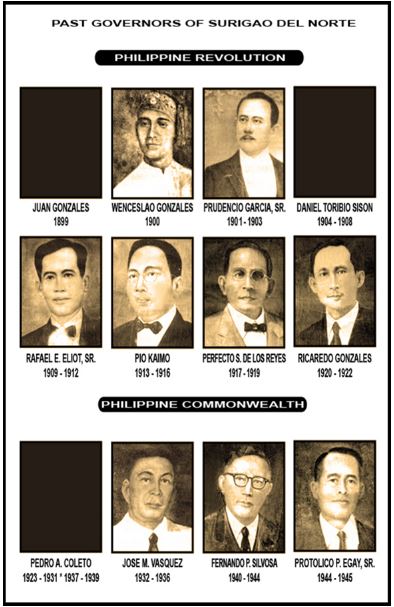 PAST GOVERNORS OF SURIGAO DEL NORTE
PHILIPPINE REVOLUTION
JUAN GONZALES
1899
WENCESLAO GONZALES
1900
PRUDENCIO GARCIA, SR.
1901 - 1903
DANIEL TORIBIO SISON
1904 - 1908
RAFAEL E. ELIOT, SR.
1909 - 1912
PIO KAIMO
1913 - 1916
PERFECTO S. DE LOS REYES
1917 - 1919
RICAREDO GONZALES
1920 - 1922
PHILIPPINE COMMONWEALTH
PEDRO A. COLETO
1923 - 1931 * 1937 - 1939
JOSE M. VASQUEZ
1932 - 1936
FERNANDO P. SILVOSA
1940 - 1944
PROTOLICO P. EGAY, SR.
1944 - 1945